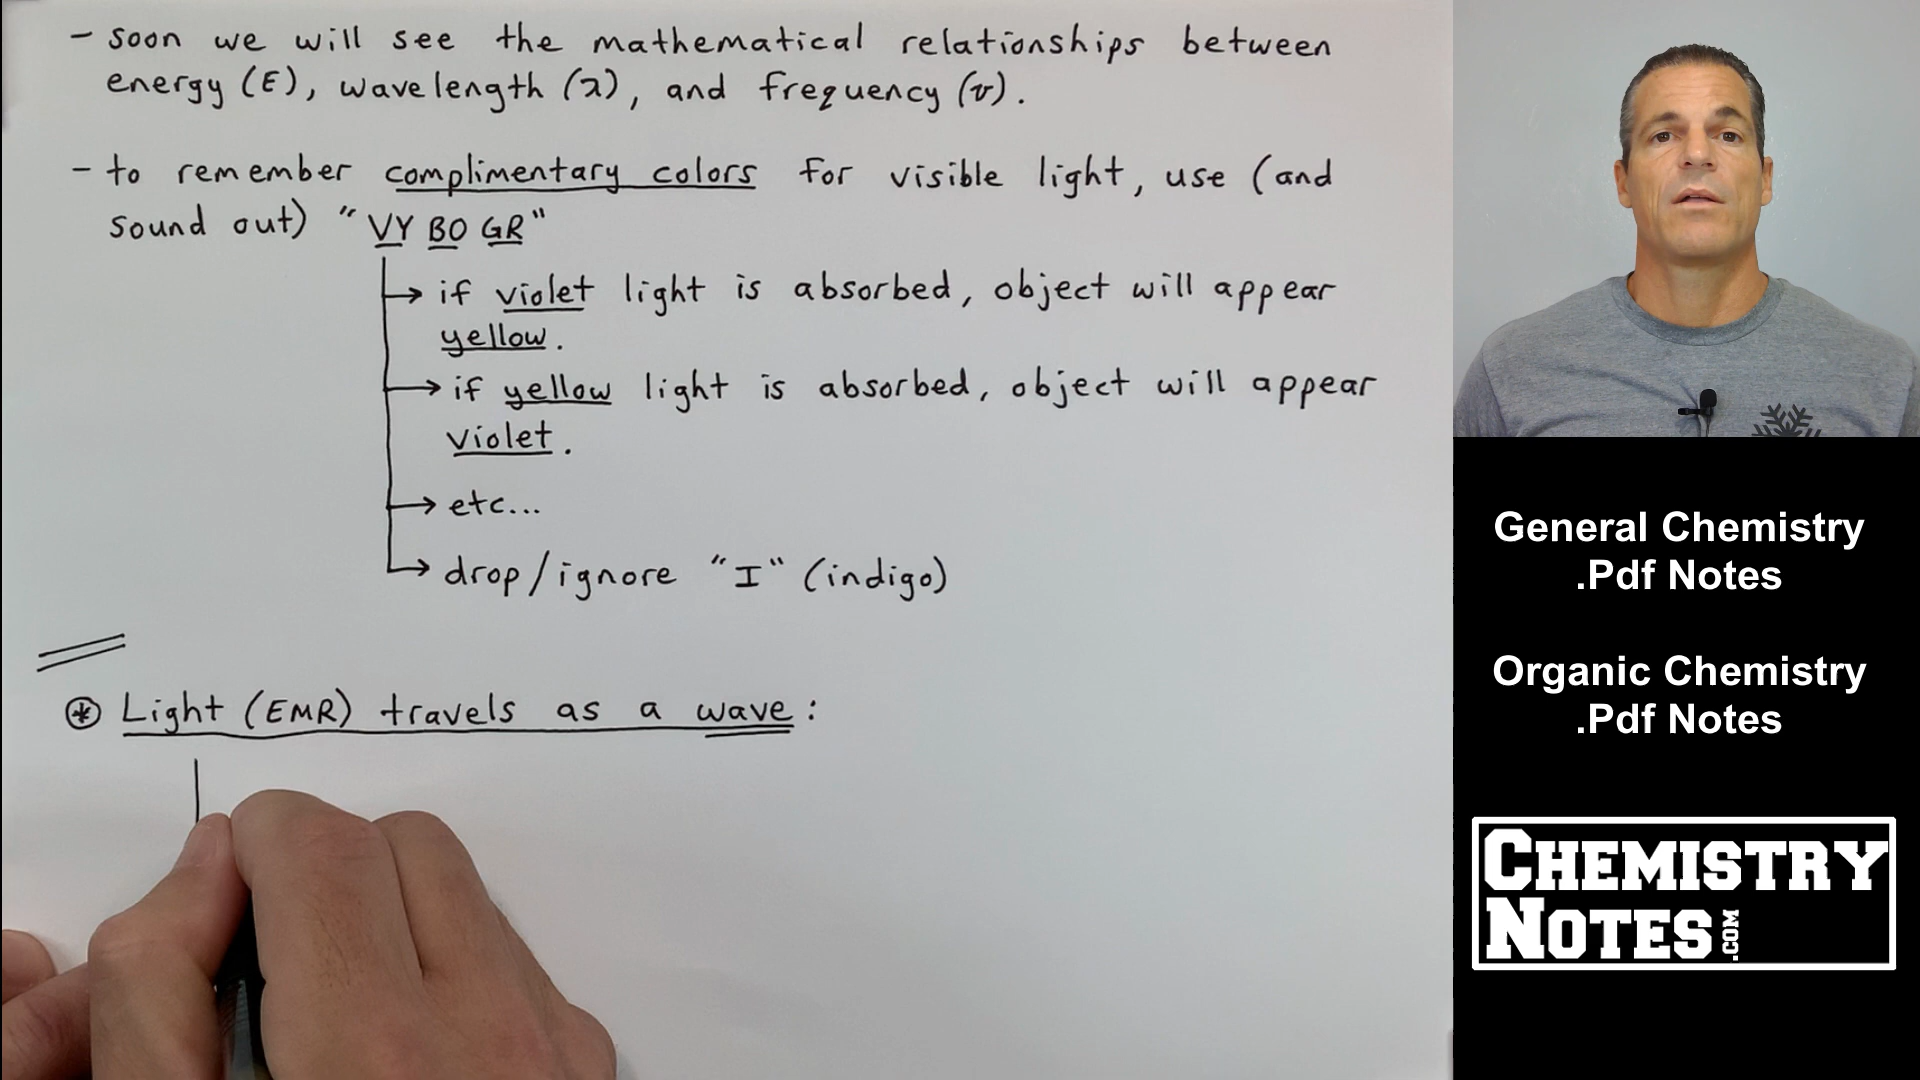 - soon we will see the mathematical relationships between
energy (E), wavelength (λ), and frequency (ν).
- to remember complimentary colors for visible light, use (and
sound out) "VY BO GR"
→ if violet light is absorbed, object will appear
yellow.
→ if yellow light is absorbed, object will appear
violet.
→ etc...
→ drop/ignore "I" (indigo)
⊛ Light (EMR) travels as a wave:
General Chemistry
.Pdf Notes
Organic Chemistry
.Pdf Notes
CHEMISTRY
NOTES.COM